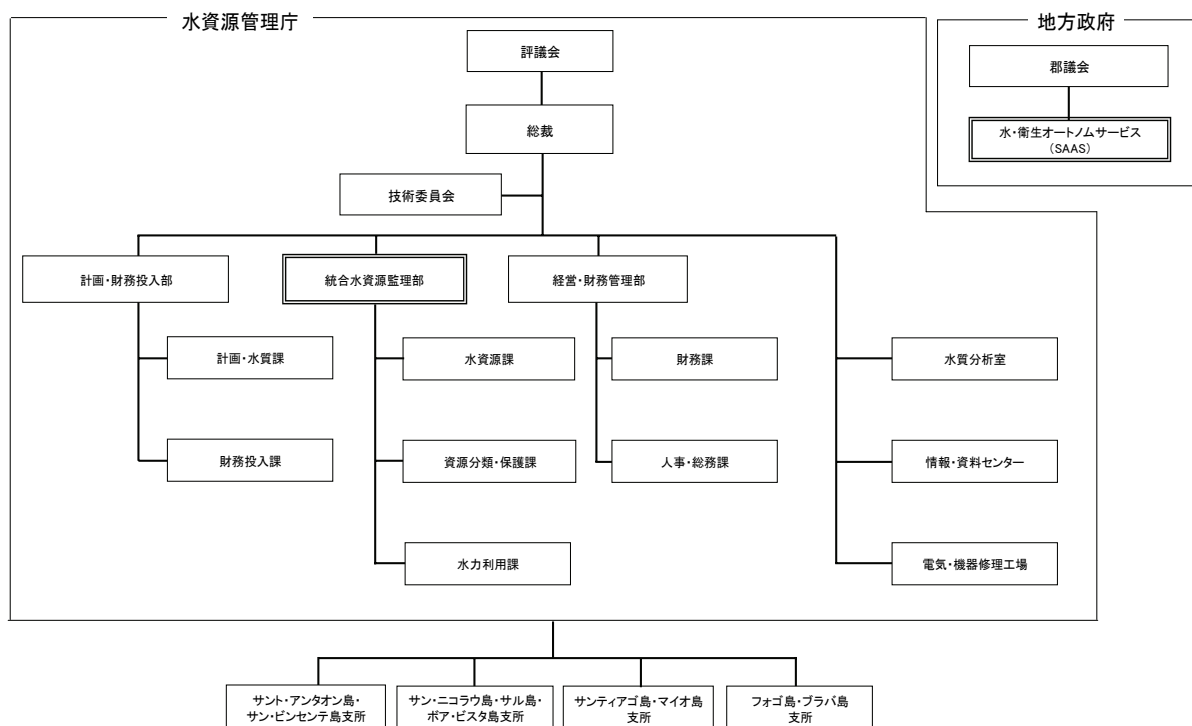 水資源管理庁
地方政府
評議会
郡議会
総裁
水・衛生オートノムサービス
（SAAS）
技術委員会
計画・財務投入部
統合水資源監理部
経営・財務管理部
計画・水質課
水資源課
財務課
水質分析室
財務投入課
資源分類・保護課
人事・総務課
情報・資料センター
水力利用課
電気・機器修理工場
サント・アンタオン島・
サン・ビンセンテ島支所
サン・ニコラウ島・サル島・
ボア・ビスタ島支所
サンティアゴ島・マイオ島
支所
フォゴ島・ブラバ島
支所